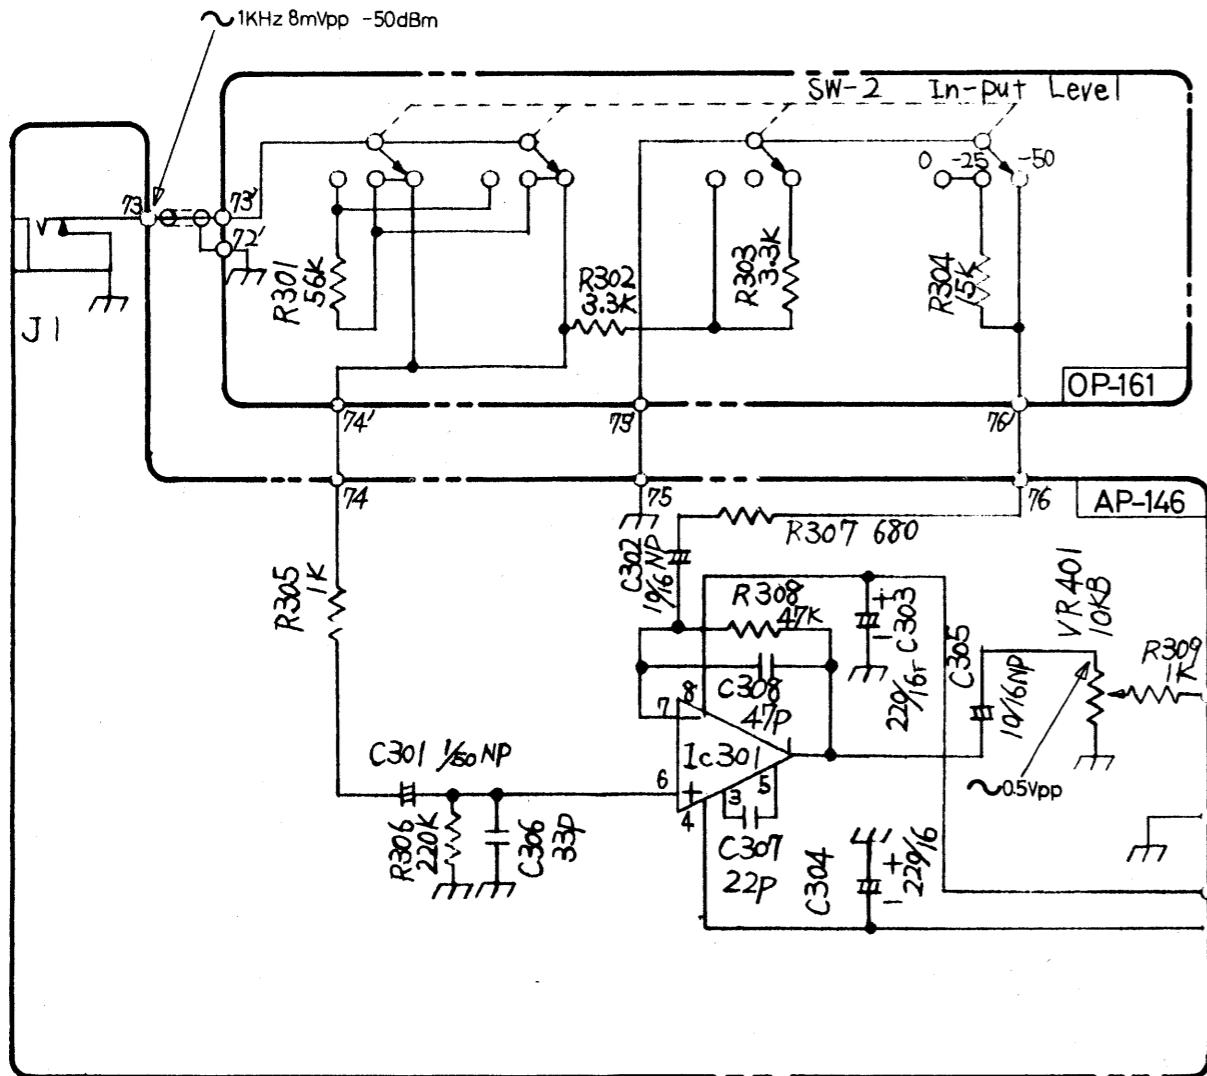 ∿ 1KHz 8mVpp -50dBm
SW-2 In-put Level
0 -25 -50
73
73'
72'
J1
R301
56K
R302
3.3K
R303
3.3K
R304
15K
OP-161
74'
75'
76'
74
75
76
AP-146
R305
1K
C302
10/16 NP
R307 680
R308
47K
C303
+
-
220/16
C305
10/16NP
VR401
10KB
R309
1K
C308
47P
8
7
-
Ic301
1
6
+
4
3
5
C301 1/50 NP
R306
220K
C306
33P
C307
22P
C304
+
-
220/16
∿ 0.5Vpp